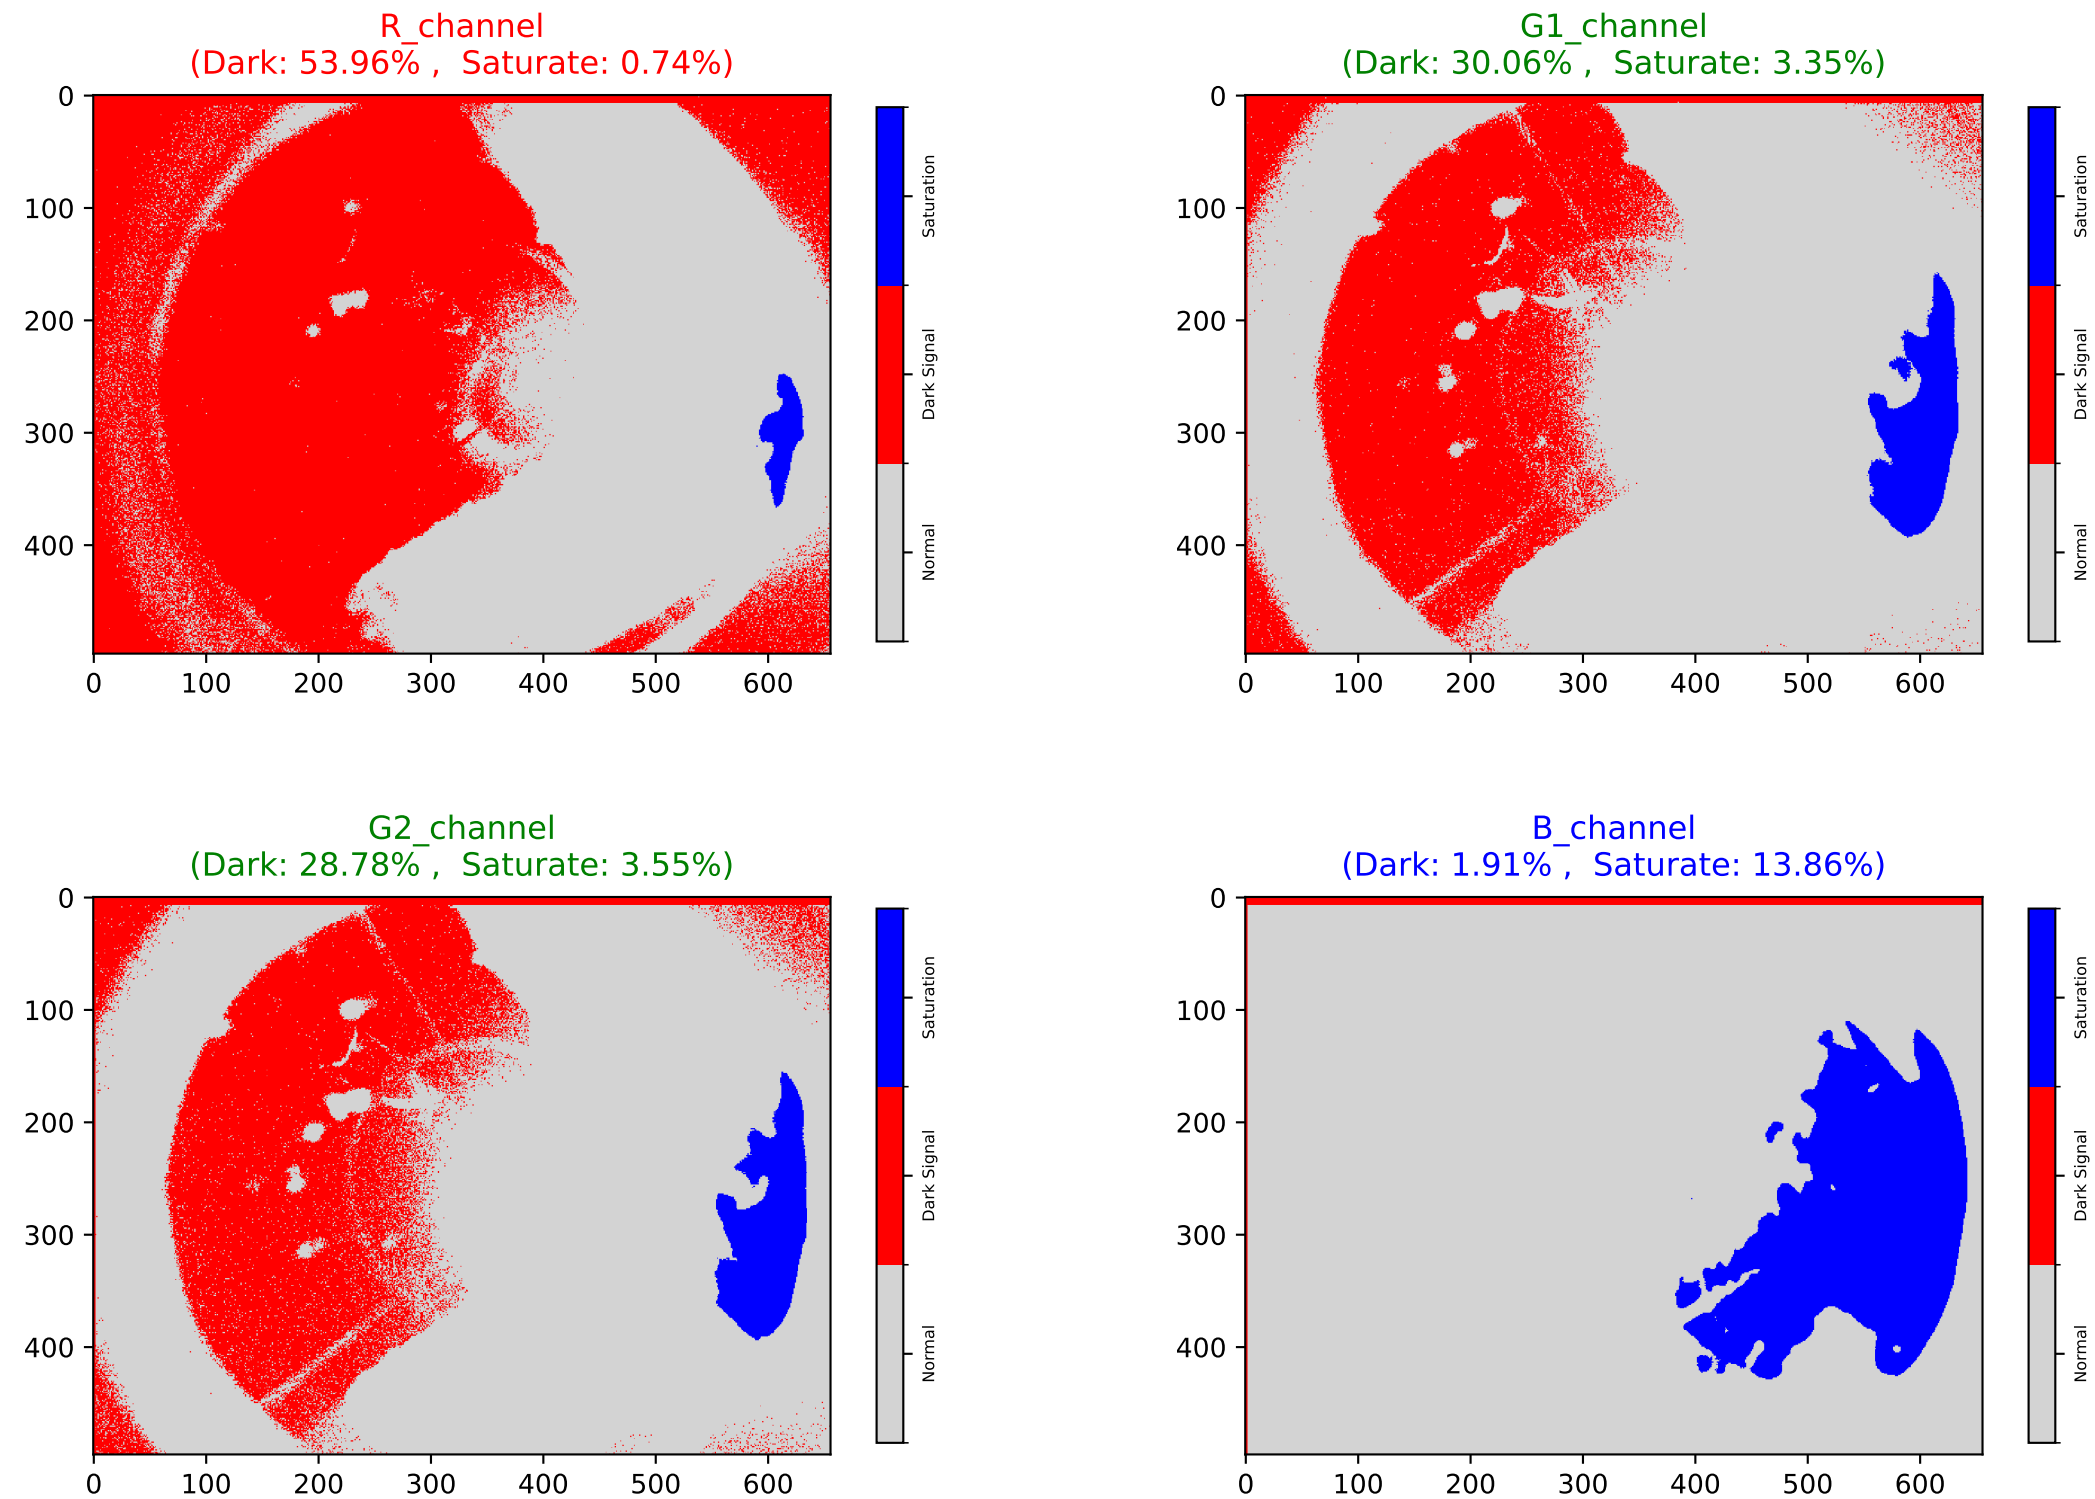 R_channel
(Dark: 53.96% ,  Saturate: 0.74%)
0
100
200
300
400
0 100 200 300 400 500 600
Saturation
Dark Signal
Normal
G1_channel
(Dark: 30.06% ,  Saturate: 3.35%)
0
100
200
300
400
0 100 200 300 400 500 600
Saturation
Dark Signal
Normal
G2_channel
(Dark: 28.78% ,  Saturate: 3.55%)
0
100
200
300
400
0 100 200 300 400 500 600
Saturation
Dark Signal
Normal
B_channel
(Dark: 1.91% ,  Saturate: 13.86%)
0
100
200
300
400
0 100 200 300 400 500 600
Saturation
Dark Signal
Normal